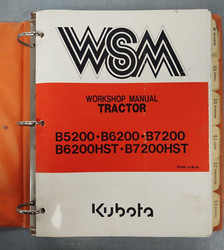 WSM
WORKSHOP MANUAL
TRACTOR
B5200·B6200·B7200
B6200HST·B7200HST
Kubota